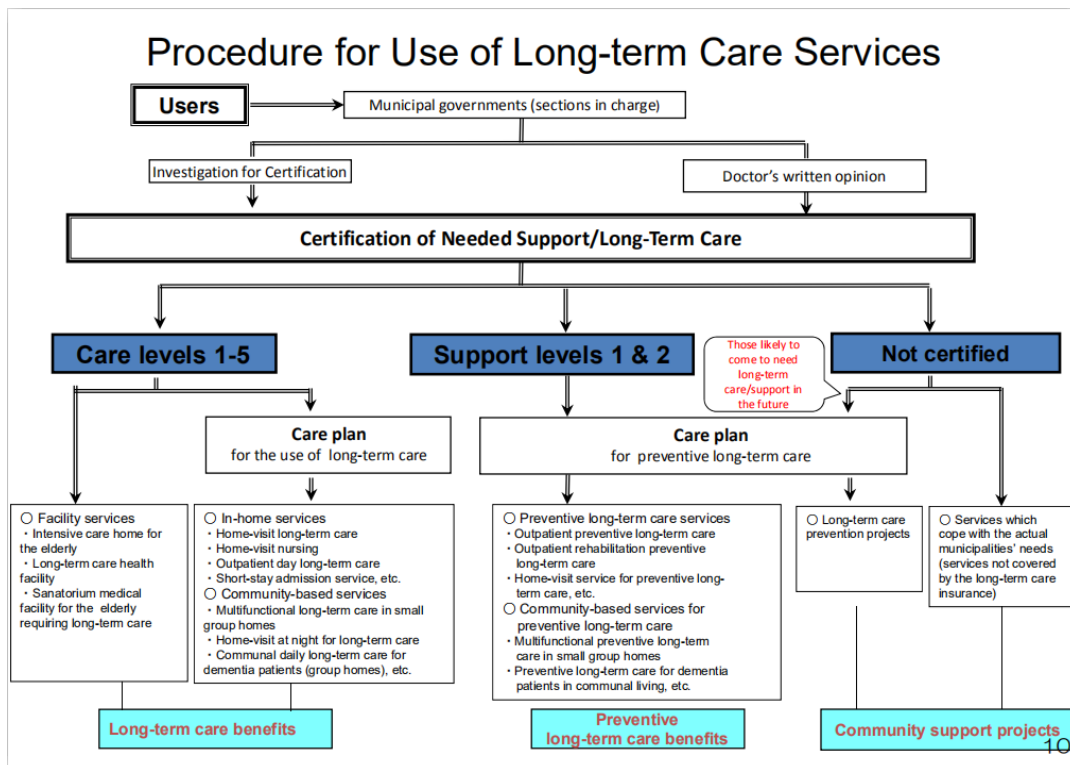 Procedure for Use of Long-term Care Services
Users
Municipal governments (sections in charge)
Investigation for Certification
Doctor's written opinion
Certification of Needed Support/Long-Term Care
Care levels 1-5
Support levels 1 & 2
Those likely to
come to need
long-term
care/support in
the future
Not certified
Care plan
for the use of long-term care
Care plan
for preventive long-term care
○ Facility services
・Intensive care home for
the elderly
・Long-term care health
facility
・Sanatorium medical
facility for the elderly
requiring long-term care
○ In-home services
・Home-visit long-term care
・Home-visit nursing
・Outpatient day long-term care
・Short-stay admission service, etc.
○ Community-based services
・Multifunctional long-term care in small
group homes
・Home-visit at night for long-term care
・Communal daily long-term care for
dementia patients (group homes), etc.
○ Preventive long-term care services
・Outpatient preventive long-term care
・Outpatient rehabilitation preventive
long-term care
・Home-visit service for preventive long-
term care, etc.
○ Community-based services for
preventive long-term care
・Multifunctional preventive long-term
care in small group homes
・Preventive long-term care for dementia
patients in communal living, etc.
○ Long-term care
prevention projects
○ Services which
cope with the actual
municipalities' needs
(services not covered
by the long-term care
insurance)
Long-term care benefits
Preventive
long-term care benefits
Community support projects
10